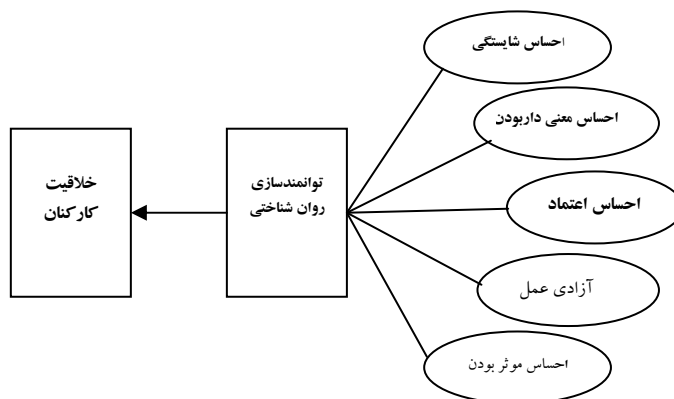 احساس شایستگی
احساس معنی داربودن
احساس اعتماد
آزادی عمل
احساس موثر بودن
توانمندسازی
روان شناختی
خلاقیت
کارکنان